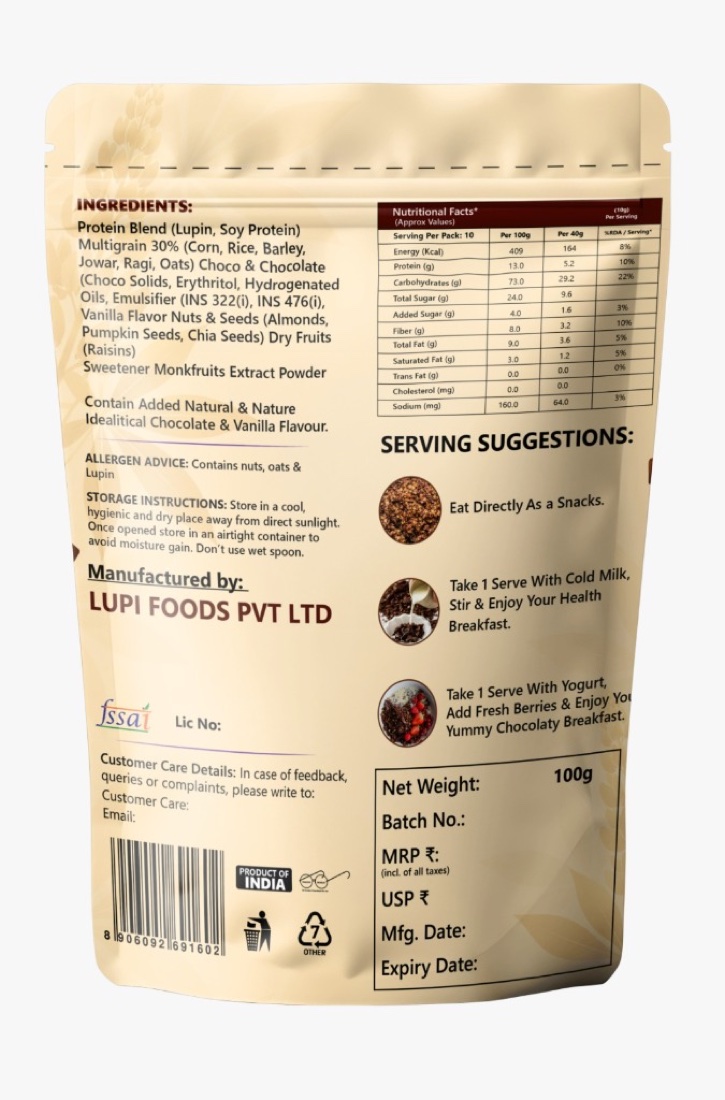 INGREDIENTS:
Protein Blend (Lupin, Soy Protein)
Multigrain 30% (Corn, Rice, Barley,
Jowar, Ragi, Oats) Choco & Chocolate
(Choco Solids, Erythritol, Hydrogenated
Oils, Emulsifier (INS 322(i), INS 476(i),
Vanilla Flavor Nuts & Seeds (Almonds,
Pumpkin Seeds, Chia Seeds) Dry Fruits
(Raisins)
Sweetener Monkfruits Extract Powder
Contain Added Natural & Nature
Idealitical Chocolate & Vanilla Flavour.
ALLERGEN ADVICE: Contains nuts, oats &
Lupin
STORAGE INSTRUCTIONS: Store in a cool,
hygienic and dry place away from direct sunlight.
Once opened store in an airtight container to
avoid moisture gain. Don't use wet spoon.
Manufactured by:
LUPI FOODS PVT LTD
fssai Lic No:
Customer Care Details: In case of feedback,
queries or complaints, please write to:
Customer Care:
Email:
8 906092 691602
PRODUCT OF
INDIA
7
OTHER
Nutritional Facts*
(Approx Values)
Per Serving
Serving Per Pack: 10 Per 100g Per 40g %RDA / Serving*
Energy (Kcal) 409 164 8%
Protein (g) 13.0 5.2 10%
Carbohydrates (g) 73.0 29.2 22%
Total Sugar (g) 24.0 9.6
Added Sugar (g) 4.0 1.6 3%
Fiber (g) 8.0 3.2 10%
Total Fat (g) 9.0 3.6 5%
Saturated Fat (g) 3.0 1.2 5%
Trans Fat (g) 0.0 0.0 0%
Cholesterol (mg) 0.0 0.0
Sodium (mg) 160.0 64.0 3%
SERVING SUGGESTIONS:
Eat Directly As a Snacks.
Take 1 Serve With Cold Milk,
Stir & Enjoy Your Health
Breakfast.
Take 1 Serve With Yogurt,
Add Fresh Berries & Enjoy You
Yummy Chocolaty Breakfast.
Net Weight: 100g
Batch No.:
MRP ₹:
(incl. of all taxes)
USP ₹
Mfg. Date:
Expiry Date: